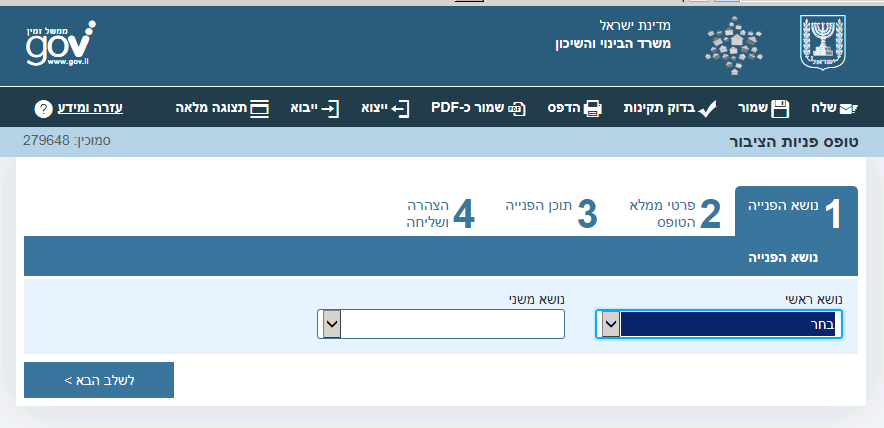 מדינת ישראל
משרד הבינוי והשיכון
ממשל זמין
gov
www.gov.il
ישראל
שלח
שמור
בדוק תקינות
הדפס
שמור כ-PDF
ייצוא
ייבוא
תצוגה מלאה
עזרה ומידע
טופס פניות הציבור
סמוכין: 279648
1 נושא הפנייה
2 פרטי ממלא
הטופס
3 תוכן הפנייה
4 הצהרה
ושליחה
נושא הפנייה
נושא ראשי
נושא משני
בחר
לשלב הבא >